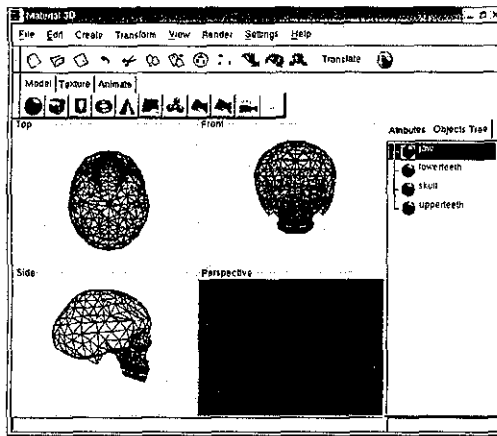 Material 3D
File Edit Create Transform View Render Settings Help
Translate
Model Texture Animate
Top Front
Attributes Objects Tree
jaw
lowerteeth
skull
upperteeth
Side Perspective